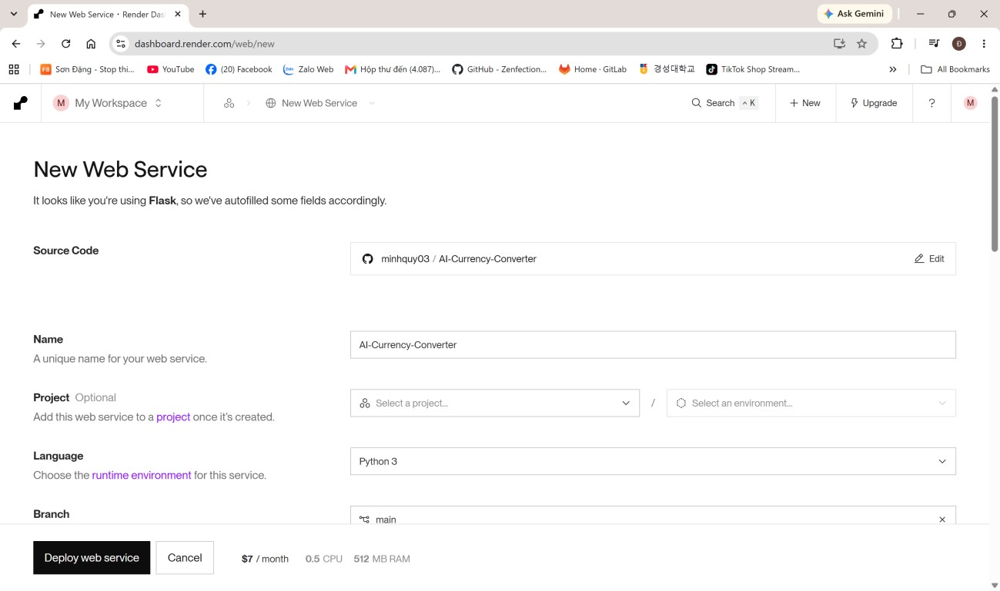 New Web Service · Render Das
Ask Gemini
dashboard.render.com/web/new
Đ
F8 Sơn Đặng - Stop thi...
YouTube
(20) Facebook
Zalo Zalo Web
Hộp thư đến (4.087)...
GitHub - Zenfection...
Home · GitLab
경성대학교
TikTok Shop Stream...
All Bookmarks
M My Workspace
New Web Service
Search ^ K
+ New
Upgrade
?
M
New Web Service
It looks like you're using Flask, so we've autofilled some fields accordingly.
Source Code
minhquy03 / AI-Currency-Converter
Edit
Name
A unique name for your web service.
AI-Currency-Converter
Project Optional
Add this web service to a project once it's created.
Select a project...
/
Select an environment...
Language
Choose the runtime environment for this service.
Python 3
Branch
main
Deploy web service
Cancel
$7 / month
0.5 CPU
512 MB RAM